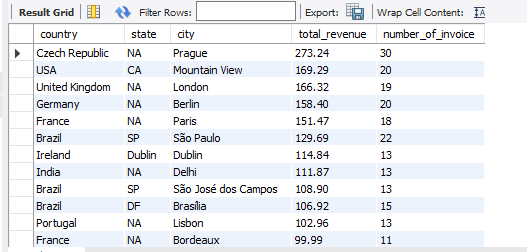 Result Grid Filter Rows: Export: Wrap Cell Content:
country state city total_revenue number_of_invoice
Czech Republic NA Prague 273.24 30
USA CA Mountain View 169.29 20
United Kingdom NA London 166.32 19
Germany NA Berlin 158.40 20
France NA Paris 151.47 18
Brazil SP São Paulo 129.69 22
Ireland Dublin Dublin 114.84 13
India NA Delhi 111.87 13
Brazil SP São José dos Campos 108.90 13
Brazil DF Brasília 106.92 15
Portugal NA Lisbon 102.96 13
France NA Bordeaux 99.99 11